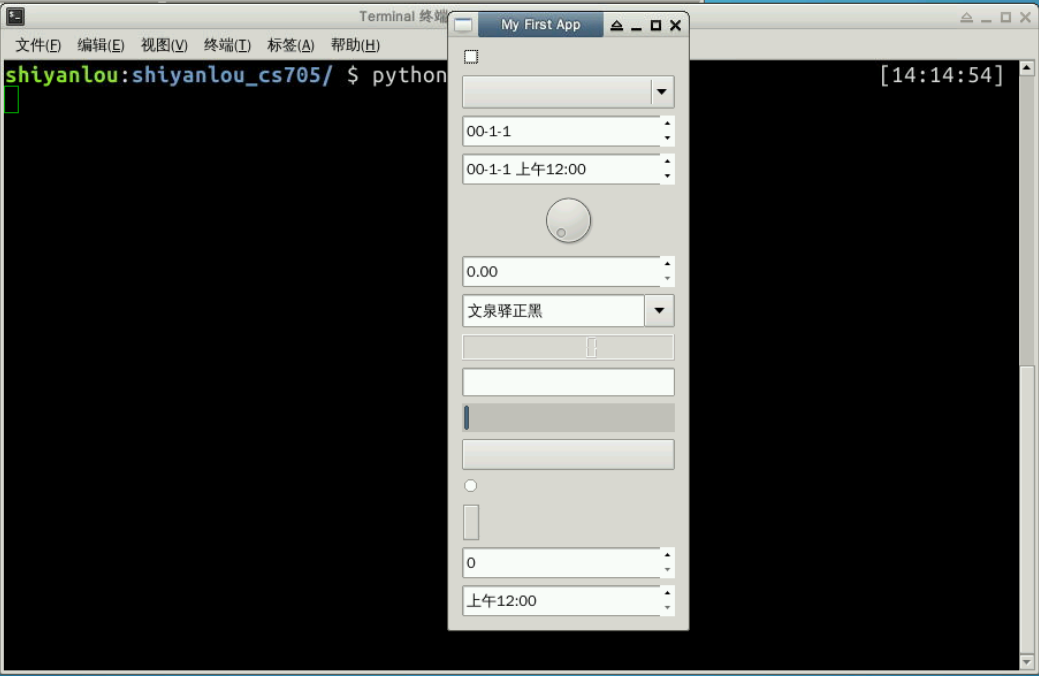 Terminal 终端
My First App
文件(F) 编辑(E) 视图(V) 终端(T) 标签(A) 帮助(H)
shiyanlou:shiyanlou_cs705/ $ python
[14:14:54]
00-1-1
00-1-1 上午12:00
0.00
文泉驿正黑
0
上午12:00